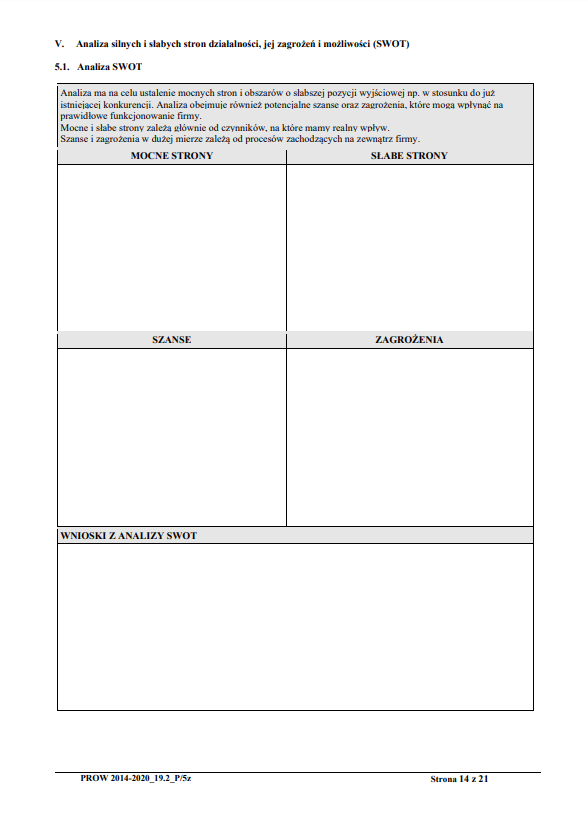 V. Analiza silnych i słabych stron działalności, jej zagrożeń i możliwości (SWOT)
5.1. Analiza SWOT
Analiza ma na celu ustalenie mocnych stron i obszarów o słabszej pozycji wyjściowej np. w stosunku do już
istniejącej konkurencji. Analiza obejmuje również potencjalne szanse oraz zagrożenia, które mogą wpłynąć na
prawidłowe funkcjonowanie firmy.
Mocne i słabe strony zależą głównie od czynników, na które mamy realny wpływ.
Szanse i zagrożenia w dużej mierze zależą od procesów zachodzących na zewnątrz firmy.
MOCNE STRONY SŁABE STRONY
SZANSE ZAGROŻENIA
WNIOSKI Z ANALIZY SWOT
PROW 2014-2020_19.2_P/5z Strona 14 z 21